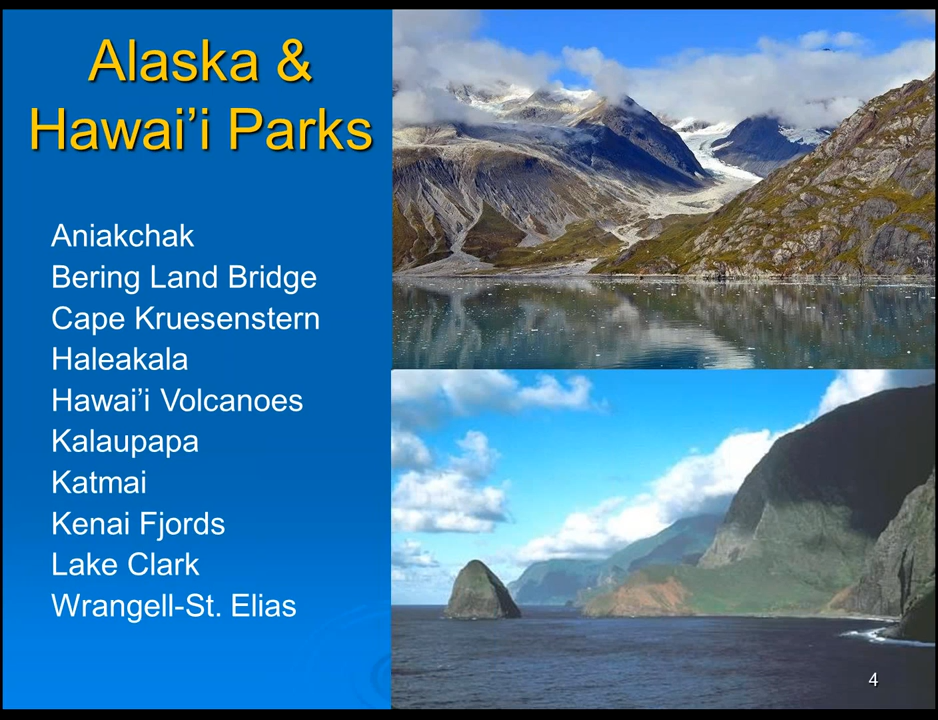 Alaska &
Hawai’i Parks
Aniakchak
Bering Land Bridge
Cape Kruesenstern
Haleakala
Hawai’i Volcanoes
Kalaupapa
Katmai
Kenai Fjords
Lake Clark
Wrangell-St. Elias
4